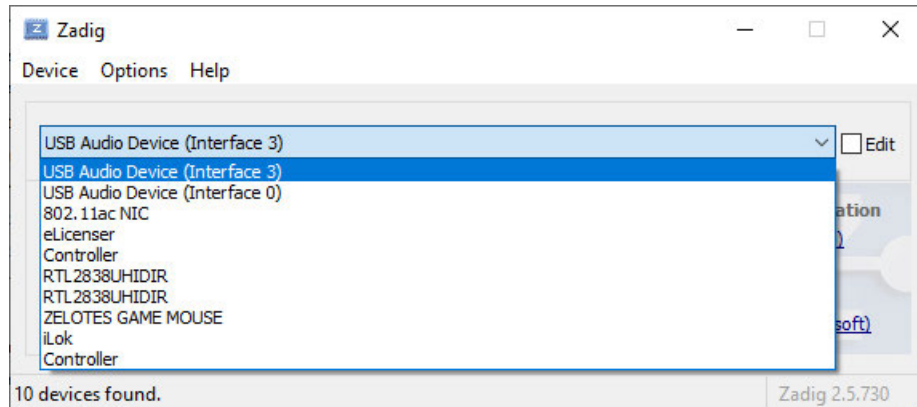 Zadig
Device Options Help
USB Audio Device (Interface 3)
Edit
USB Audio Device (Interface 3)
USB Audio Device (Interface 0)
802.11ac NIC
eLicenser
Controller
RTL2838UHIDIR
RTL2838UHIDIR
ZELOTES GAME MOUSE
iLok
Controller
ation
)
soft)
10 devices found.
Zadig 2.5.730